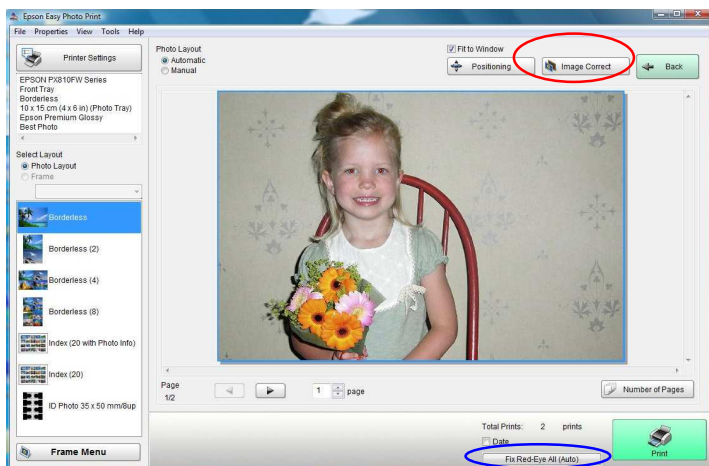 Epson Easy Photo Print
File Properties View Tools Help
Printer Settings
EPSON PX810FW Series
Front Tray
Borderless
10 x 15 cm (4 x 6 in) (Photo Tray)
Epson Premium Glossy
Best Photo
Select Layout
Photo Layout
Frame
Borderless
Borderless (2)
Borderless (4)
Borderless (8)
Index (20 with Photo Info)
Index (20)
ID Photo 35 x 50 mm/8up
Frame Menu
Photo Layout
Automatic
Manual
Fit to Window
Positioning
Image Correct
Back
Page
1/2
1 page
Number of Pages
Total Prints: 2 prints
Date
Fix Red-Eye All (Auto)
Print